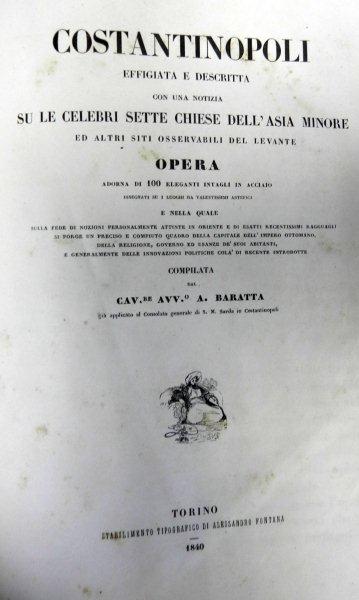 COSTANTINOPOLI
EFFIGIATA E DESCRITTA
CON UNA NOTIZIA
SU LE CELEBRI SETTE CHIESE DELL'ASIA MINORE
ED ALTRI SITI OSSERVABILI DEL LEVANTE
OPERA
ADORNA DI 100 ELEGANTI INTAGLI IN ACCIAIO
DISEGNATI SU I LUOGHI DA VALENTISSIMI ARTISTI
E NELLA QUALE
SULLA FEDE DI NOZIONI PERSONALMENTE ATTINTE IN ORIENTE E DI ESATTI RECENTISSIMI RAGGUAGLI
SI PORGE UN PRECISO E COMPIUTO QUADRO DELLA CAPITALE DELL'IMPERO OTTOMANO,
DELLA RELIGIONE, GOVERNO ED USANZE DE' SUOI ABITANTI,
E GENERALMENTE DELLE INNOVAZIONI POLITICHE COLA' DI RECENTE INTRODOTTE
COMPILATA
DAL
CAV.RE AVV.O A. BARATTA
già applicato al Consolato generale di S. M. Sarda in Costantinopoli
TORINO
STABILIMENTO TIPOGRAFICO DI ALESSANDRO FONTANA
1840